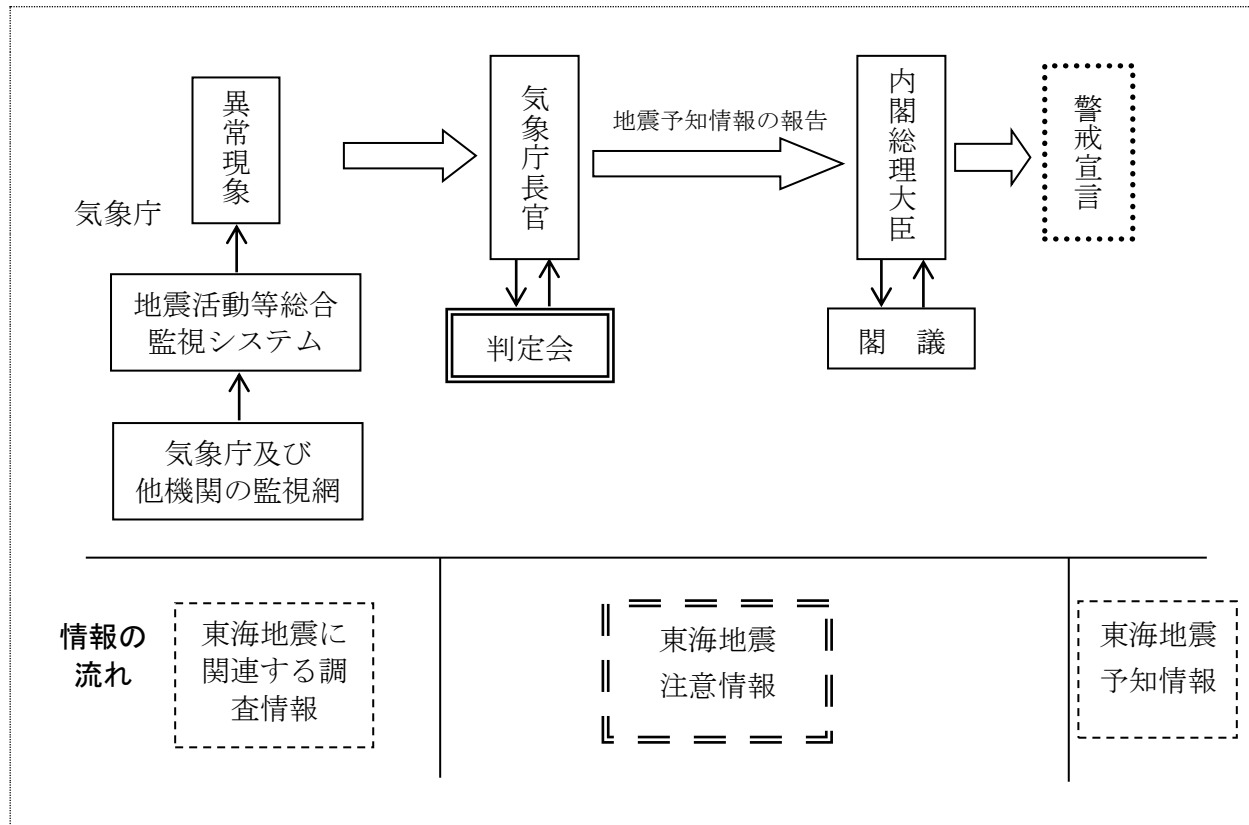 異常現象
気象庁長官
地震予知情報の報告
内閣総理大臣
警戒宣言
気象庁
地震活動等総合
監視システム
判定会
閣　議
気象庁及び
他機関の監視網
情報の
流れ
東海地震に
関連する調
査情報
東海地震
注意情報
東海地震
予知情報